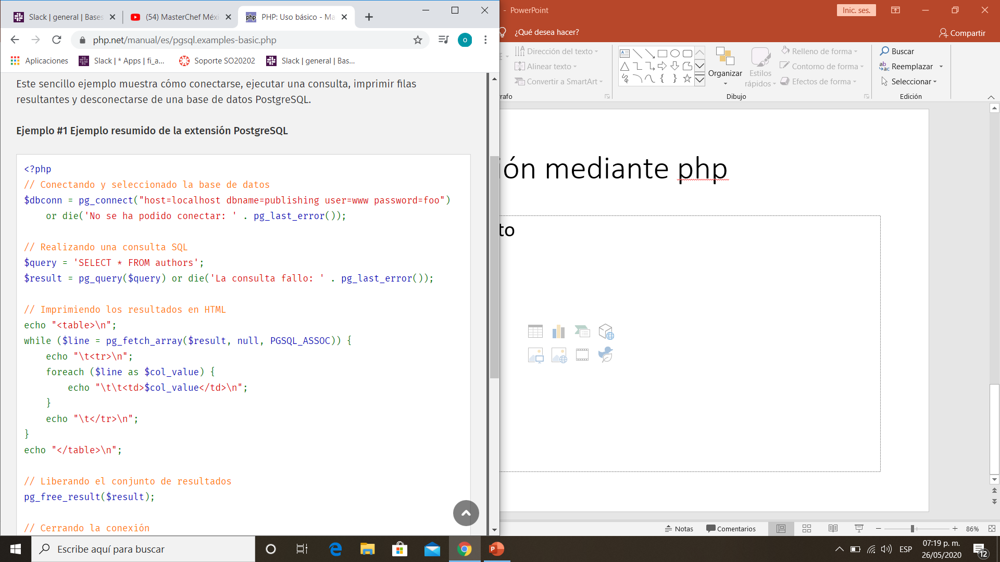 Slack | general | Bases
(54) MasterChef Méxi
php
PHP: Uso básico - Ma
php.net/manual/es/pgsql.examples-basic.php
o
Aplicaciones
Slack | * Apps | fi_a...
Soporte SO20202
Slack | general | Bas...
Este sencillo ejemplo muestra cómo conectarse, ejecutar una consulta, imprimir filas
resultantes y desconectarse de una base de datos PostgreSQL.
Ejemplo #1 Ejemplo resumido de la extensión PostgreSQL
<?php
// Conectando y seleccionado la base de datos
$dbconn = pg_connect("host=localhost dbname=publishing user=www password=foo")
    or die('No se ha podido conectar: ' . pg_last_error());
// Realizando una consulta SQL
$query = 'SELECT * FROM authors';
$result = pg_query($query) or die('La consulta fallo: ' . pg_last_error());
// Imprimiendo los resultados en HTML
echo "<table>\n";
while ($line = pg_fetch_array($result, null, PGSQL_ASSOC)) {
    echo "\t<tr>\n";
    foreach ($line as $col_value) {
        echo "\t\t<td>$col_value</td>\n";
    }
    echo "\t</tr>\n";
}
echo "</table>\n";
// Liberando el conjunto de resultados
pg_free_result($result);
// Cerrando la conexión
- PowerPoint
Inic. ses.
¿Qué desea hacer?
Compartir
Dirección del texto
Alinear texto
Convertir a SmartArt
rafo
Organizar
Estilos
rápidos
Dibujo
Relleno de forma
Contorno de forma
Efectos de forma
Buscar
Reemplazar
Seleccionar
Edición
ión mediante php
to
Notas
Comentarios
86%
Escribe aquí para buscar
ESP
07:19 p. m.
26/05/2020
12